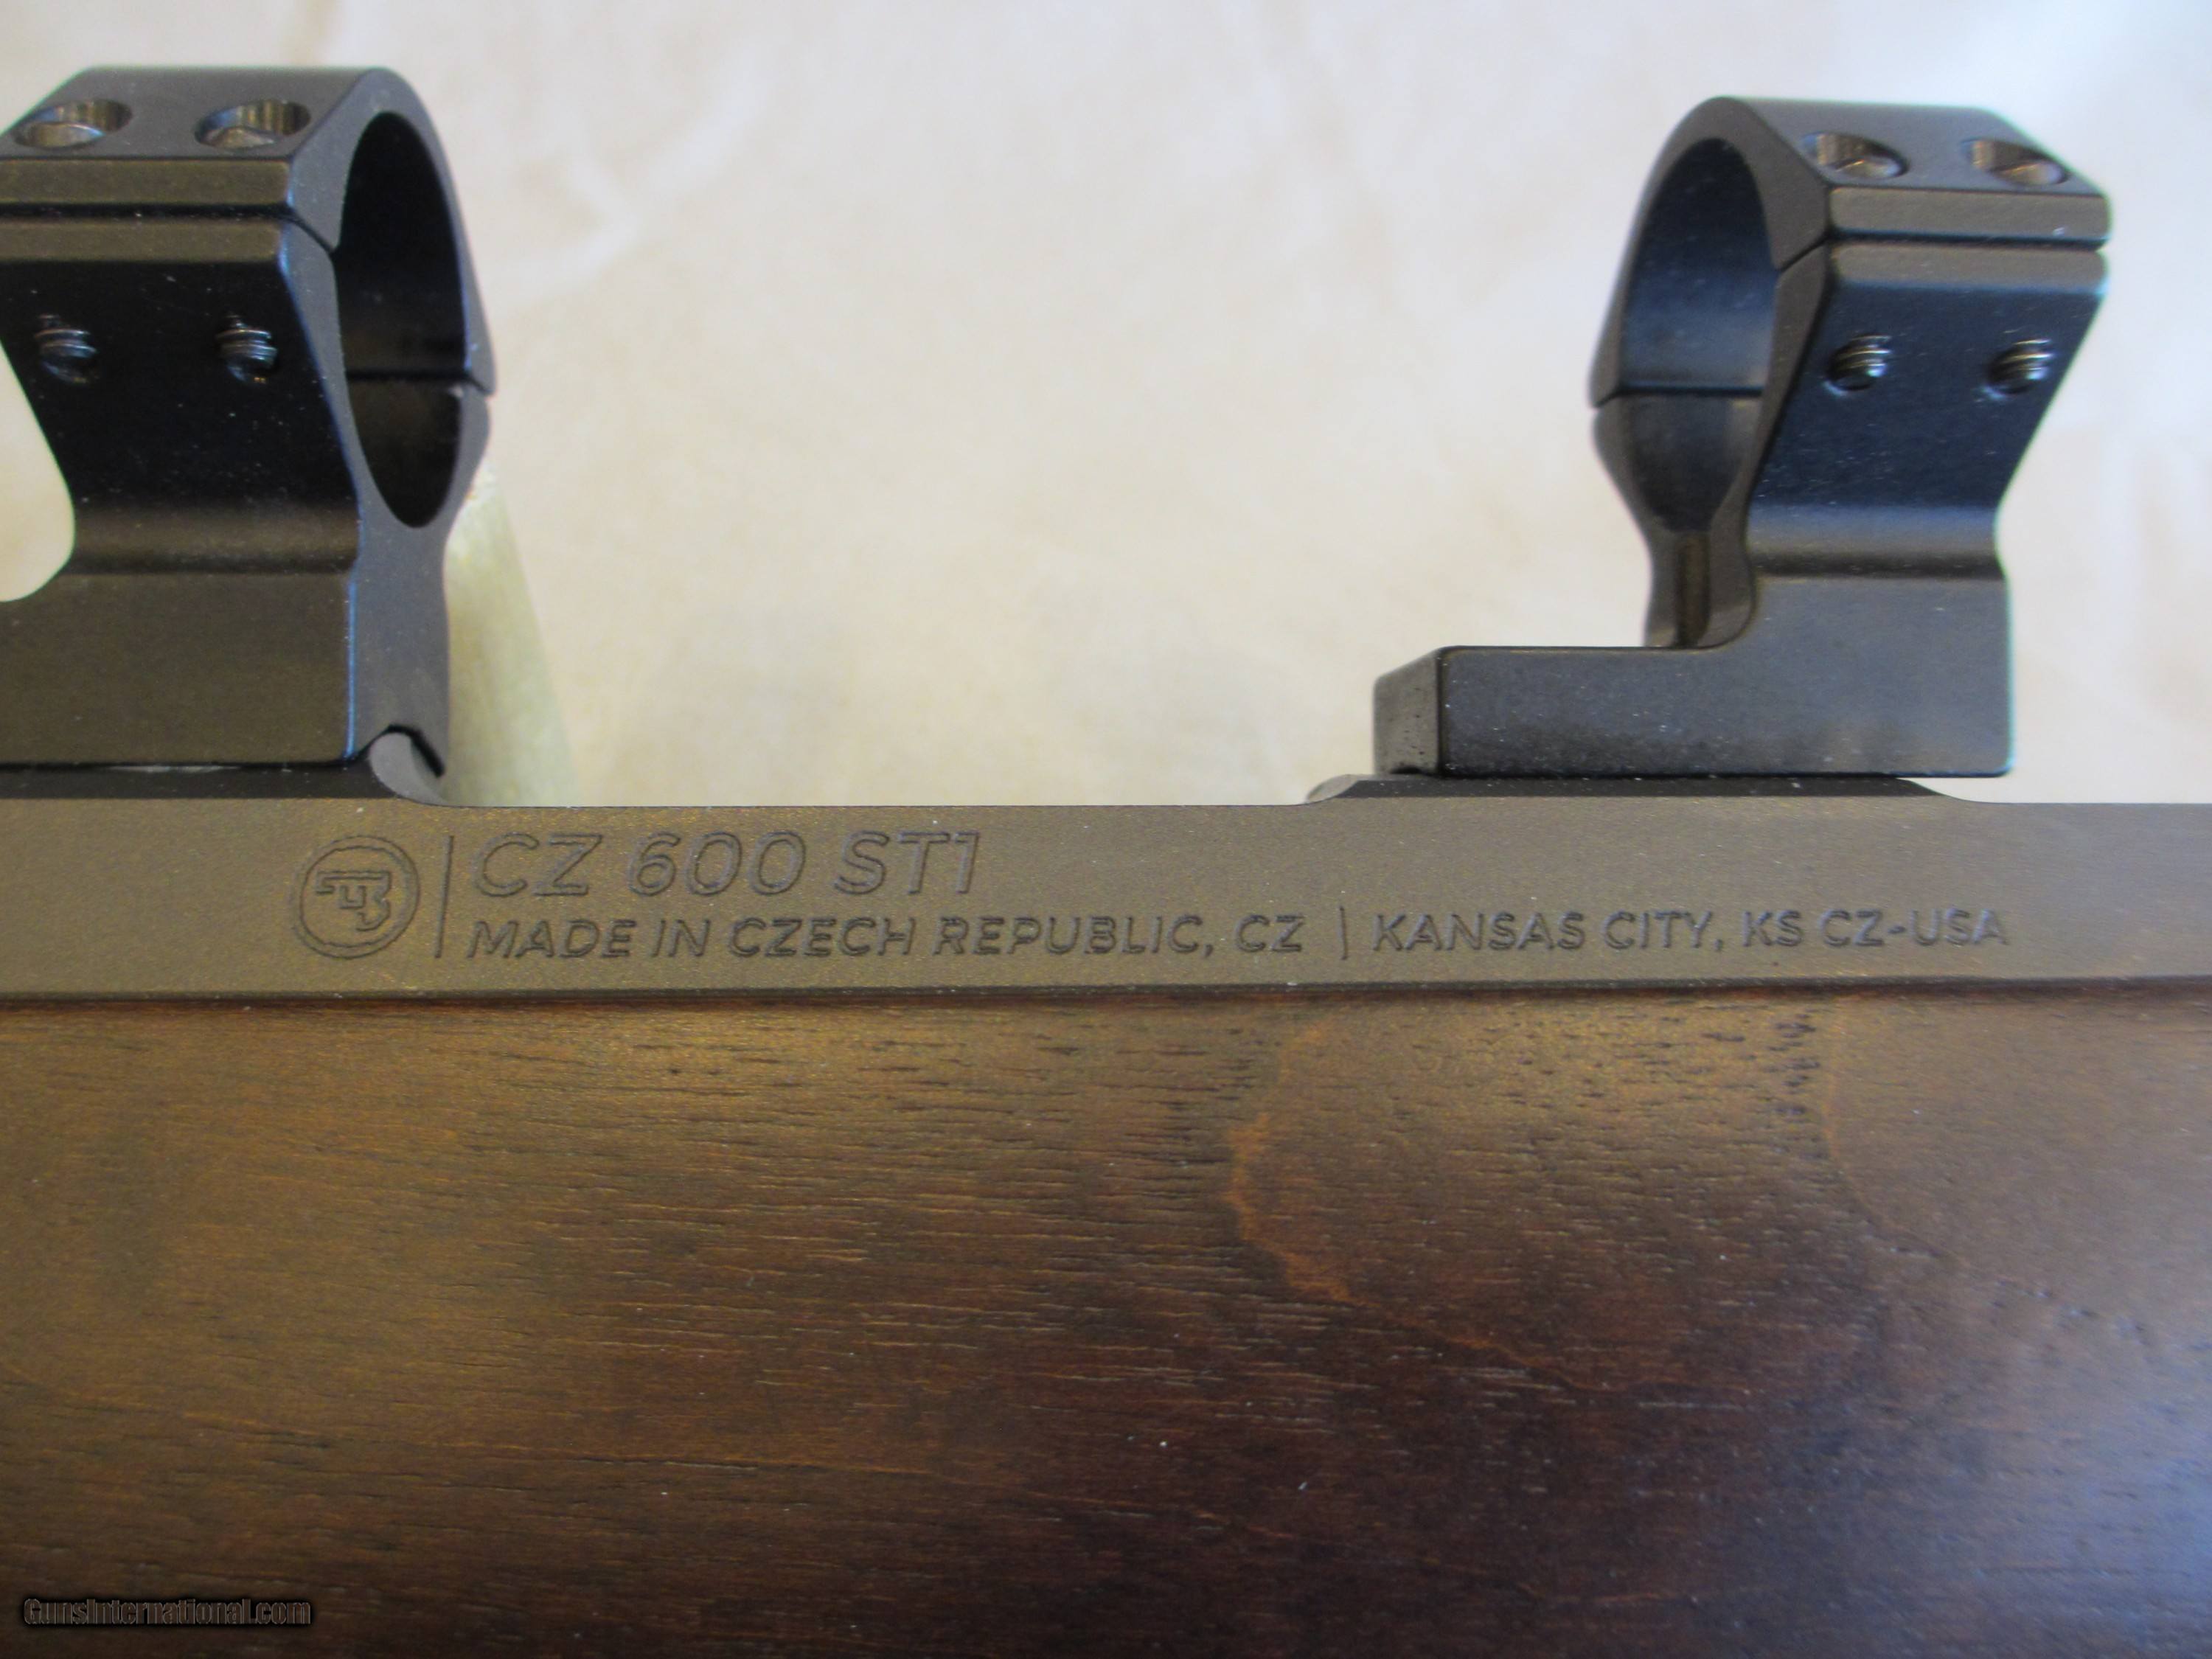 CZ 600 ST1
MADE IN CZECH REPUBLIC, CZ | KANSAS CITY, KS CZ-USA
GunsInternational.com